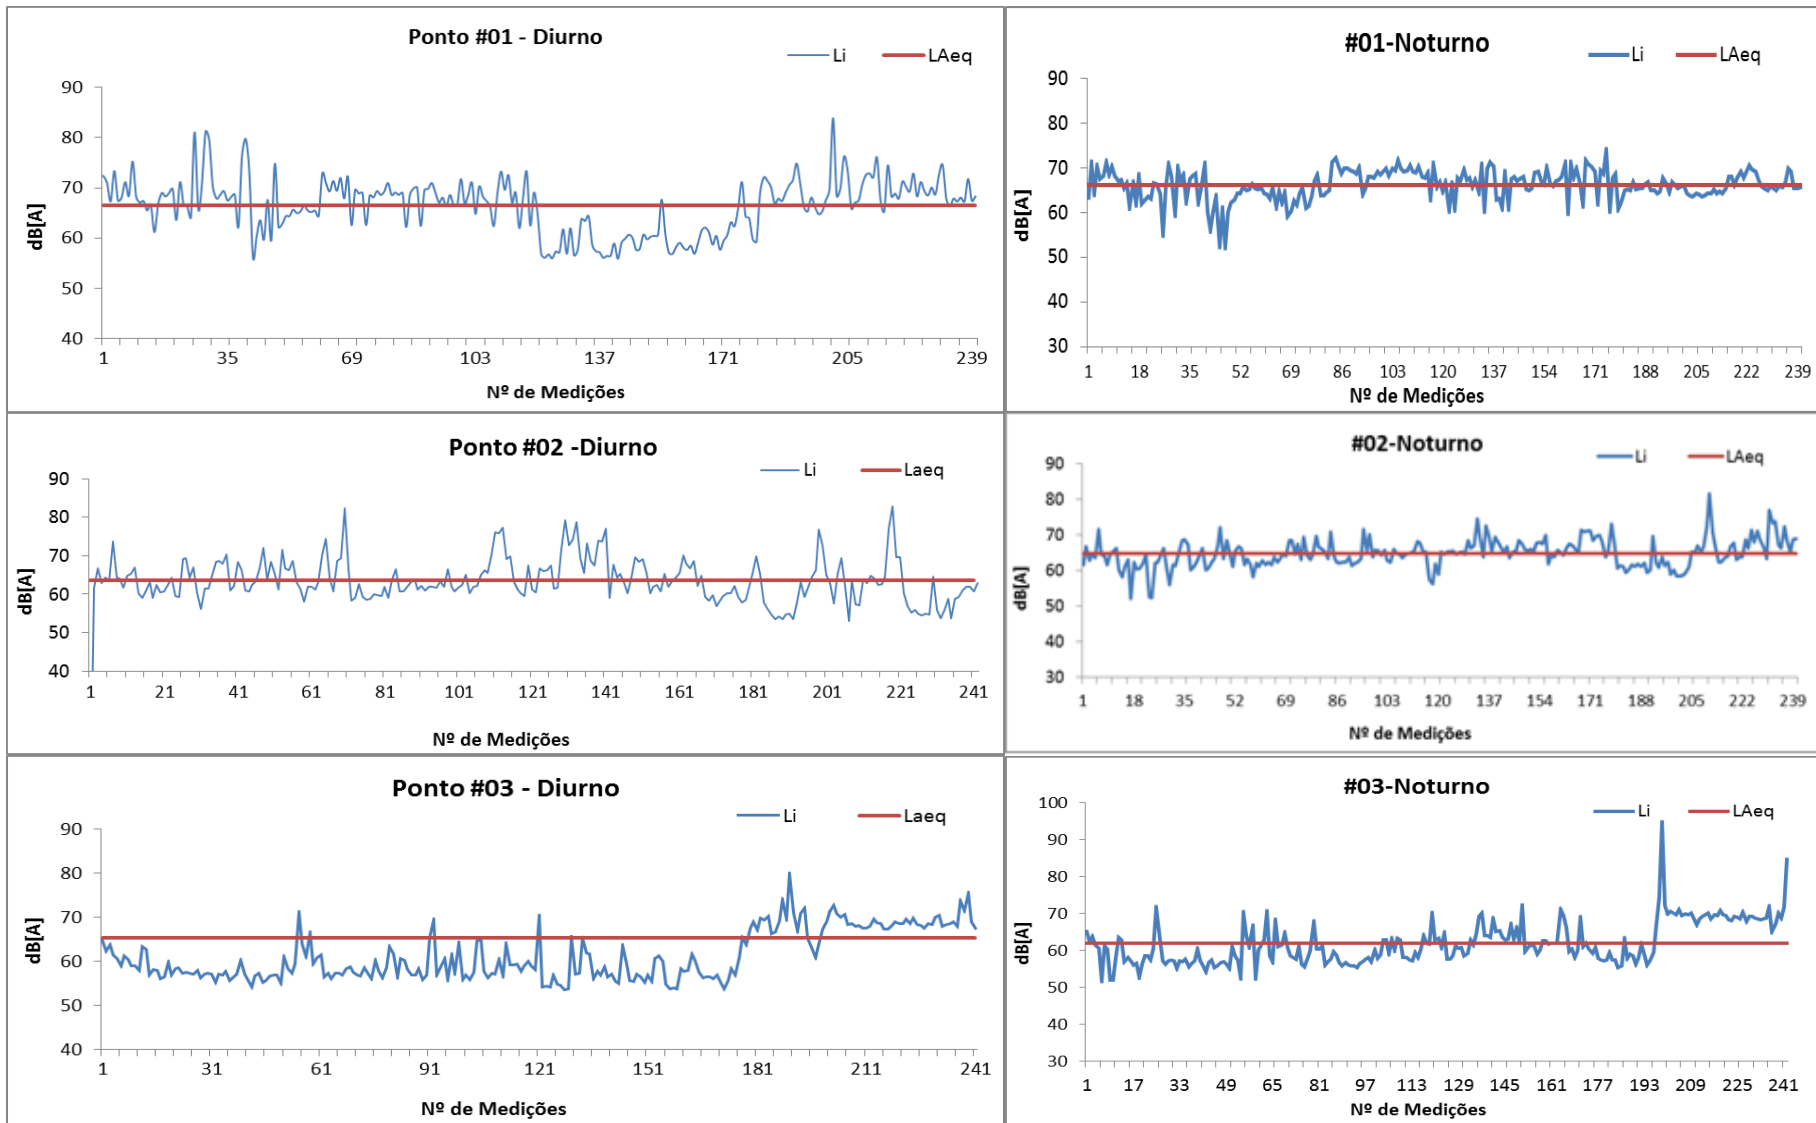 Ponto #01 - Diurno
Li LAeq
90
80
70
60
50
40
dB[A]
1 35 69 103 137 171 205 239
Nº de Medições
#01-Noturno
Li LAeq
90
80
70
60
50
40
30
dB[A]
1 18 35 52 69 86 103 120 137 154 171 188 205 222 239
Nº de Medições
Ponto #02 -Diurno
Li Laeq
90
80
70
60
50
40
dB[A]
1 21 41 61 81 101 121 141 161 181 201 221 241
Nº de Medições
#02-Noturno
Li LAeq
90
80
70
60
50
40
30
dB[A]
1 18 35 52 69 86 103 120 137 154 171 188 205 222 239
Nº de Medições
Ponto #03 - Diurno
Li Laeq
90
80
70
60
50
40
dB[A]
1 31 61 91 121 151 181 211 241
Nº de Medições
#03-Noturno
Li LAeq
100
90
80
70
60
50
40
30
dB[A]
1 17 33 49 65 81 97 113 129 145 161 177 193 209 225 241
Nº de Medições